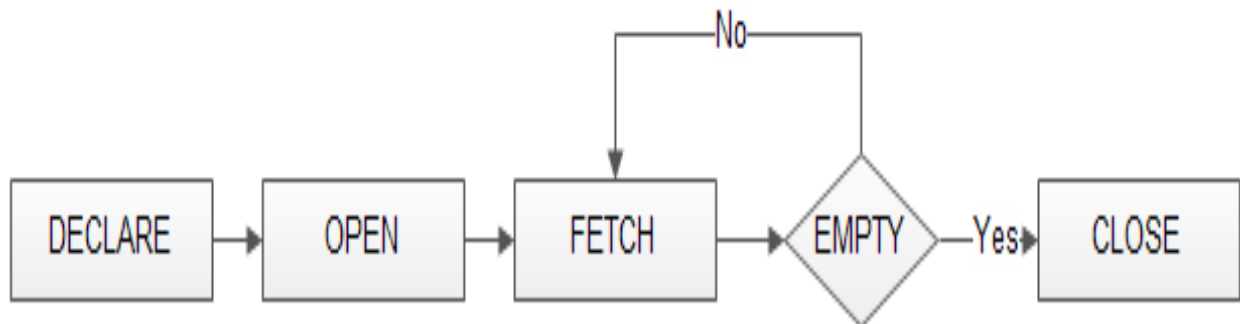 No
DECLARE
OPEN
FETCH
EMPTY
Yes
CLOSE